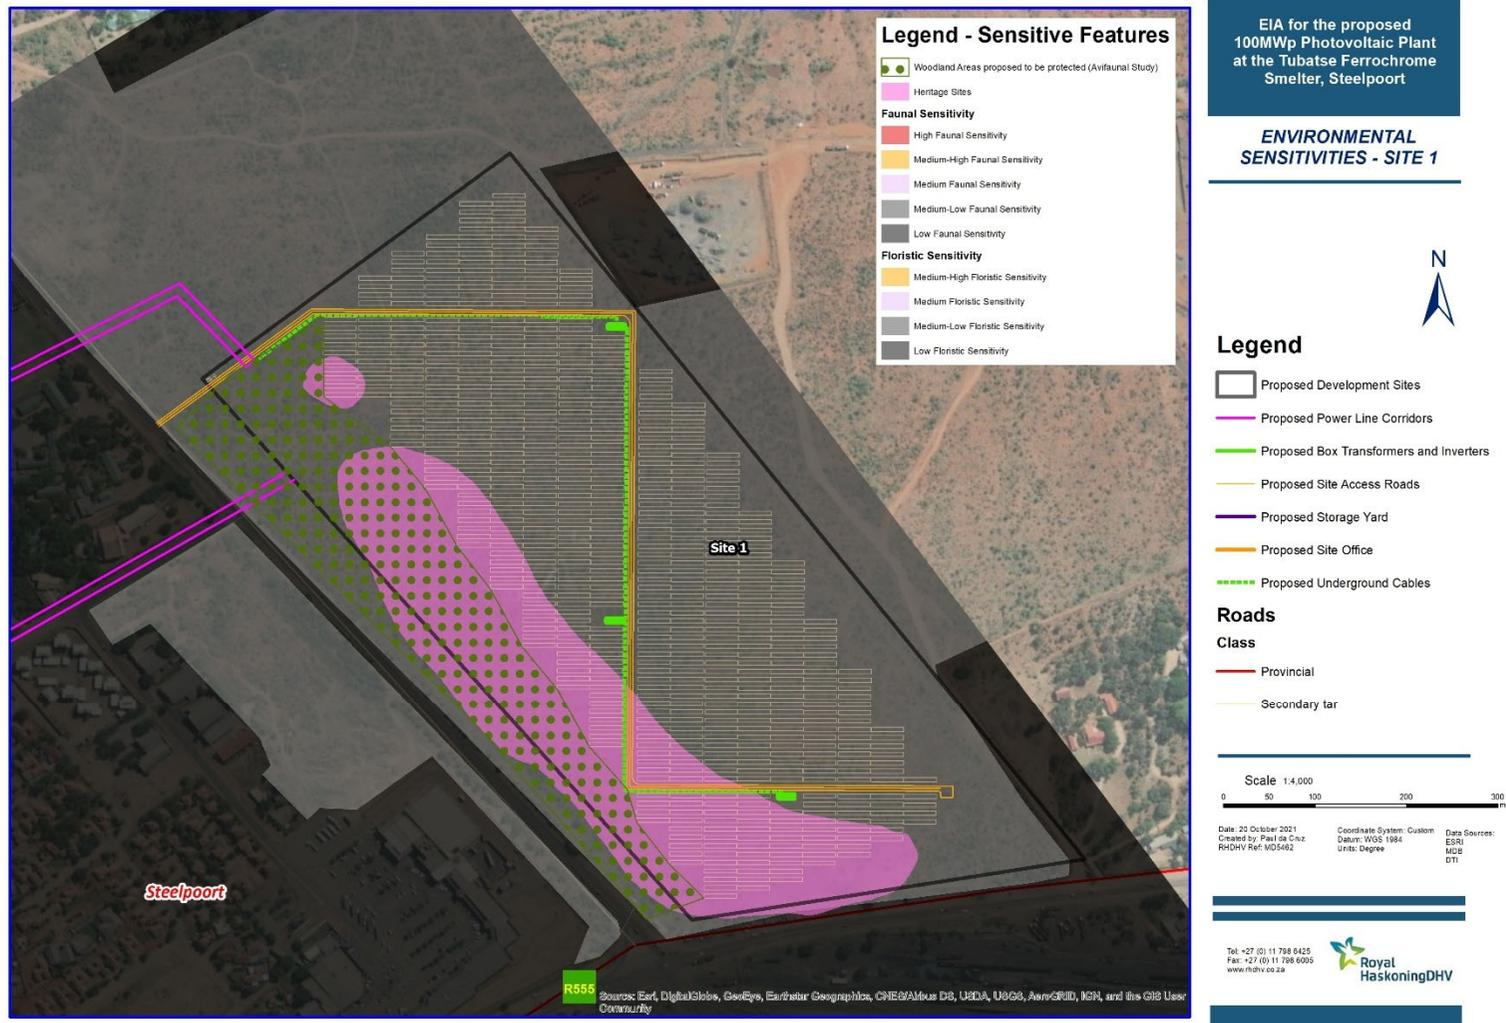 Legend - Sensitive Features
Woodland Areas proposed to be protected (Avifaunal Study)
Heritage Sites
Faunal Sensitivity
High Faunal Sensitivity
Medium-High Faunal Sensitivity
Medium Faunal Sensitivity
Medium-Low Faunal Sensitivity
Low Faunal Sensitivity
Floristic Sensitivity
Medium-High Floristic Sensitivity
Medium Floristic Sensitivity
Medium-Low Floristic Sensitivity
Low Floristic Sensitivity
Site 1
Steelpoort
R555
Source: Esri, DigitalGlobe, GeoEye, Earthstar Geographics, CNES/Airbus DS, USDA, USGS, AeroGRID, IGN, and the GIS User
Community
EIA for the proposed
100MWp Photovoltaic Plant
at the Tubatse Ferrochrome
Smelter, Steelpoort
ENVIRONMENTAL
SENSITIVITIES - SITE 1
N
Legend
Proposed Development Sites
Proposed Power Line Corridors
Proposed Box Transformers and Inverters
Proposed Site Access Roads
Proposed Storage Yard
Proposed Site Office
Proposed Underground Cables
Roads
Class
Provincial
Secondary tar
Scale 1:4,000
0 50 100 200 300
m
Date: 20 October 2021
Created by: Paul da Cruz
RHDHV Ref: MD5462
Coordinate System: Custom
Datum: WGS 1984
Units: Degree
Data Sources:
ESRI
MDB
DTI
Tel: +27 (0) 11 798 6425
Fax: +27 (0) 11 798 6005
www.rhdhv.co.za
Royal
HaskoningDHV